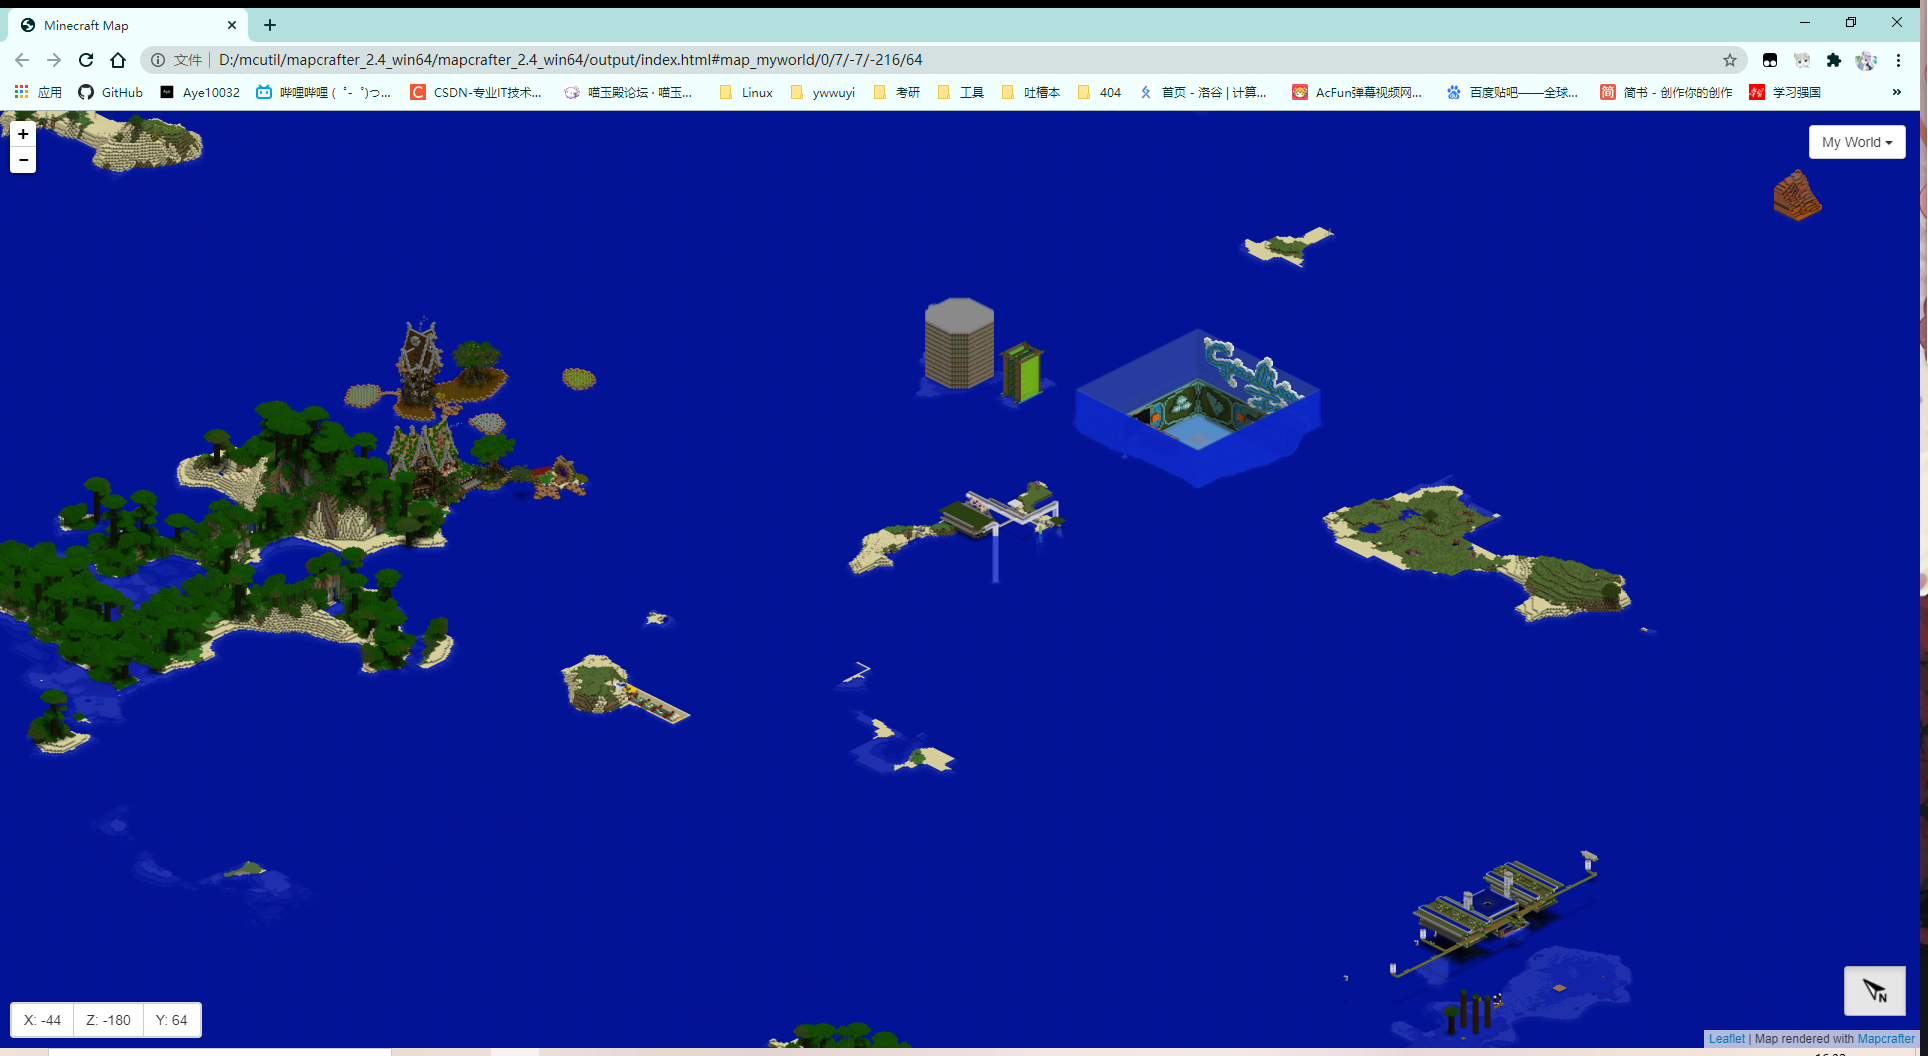 Minecraft Map
文件 D:/mcutil/mapcrafter_2.4_win64/mapcrafter_2.4_win64/output/index.html#map_myworld/0/7/-7/-216/64
应用 GitHub Aye10032 哔哩哔哩 (゜-゜)つ... CSDN-专业IT技术... 喵玉殿论坛 · 喵玉... Linux ywwuyi 考研 工具 吐槽本 404 首页 - 洛谷 | 计算... AcFun弹幕视频网... 百度贴吧——全球... 简书 - 创作你的创作 学习强国 »
+
−
My World
X: -44 Z: -180 Y: 64
N
Leaflet | Map rendered with Mapcrafter